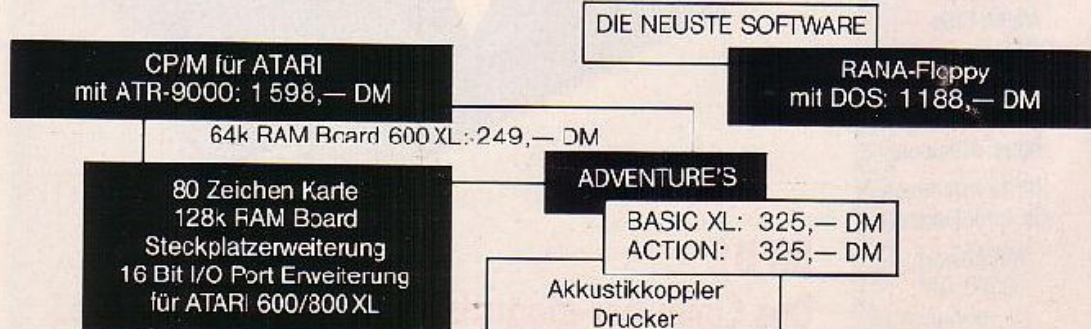 DIE NEUSTE SOFTWARE
CP/M für ATARI
mit ATR-9000: 1598,— DM
RANA-Floppy
mit DOS: 1188,— DM
64k RAM Board 600 XL: 249,— DM
80 Zeichen Karte
128k RAM Board
Steckplatzerweiterung
16 Bit I/O Port Erweiterung
für ATARI 600/800 XL
ADVENTURE'S
BASIC XL: 325,— DM
ACTION: 325,— DM
Akkustikkoppler
Drucker